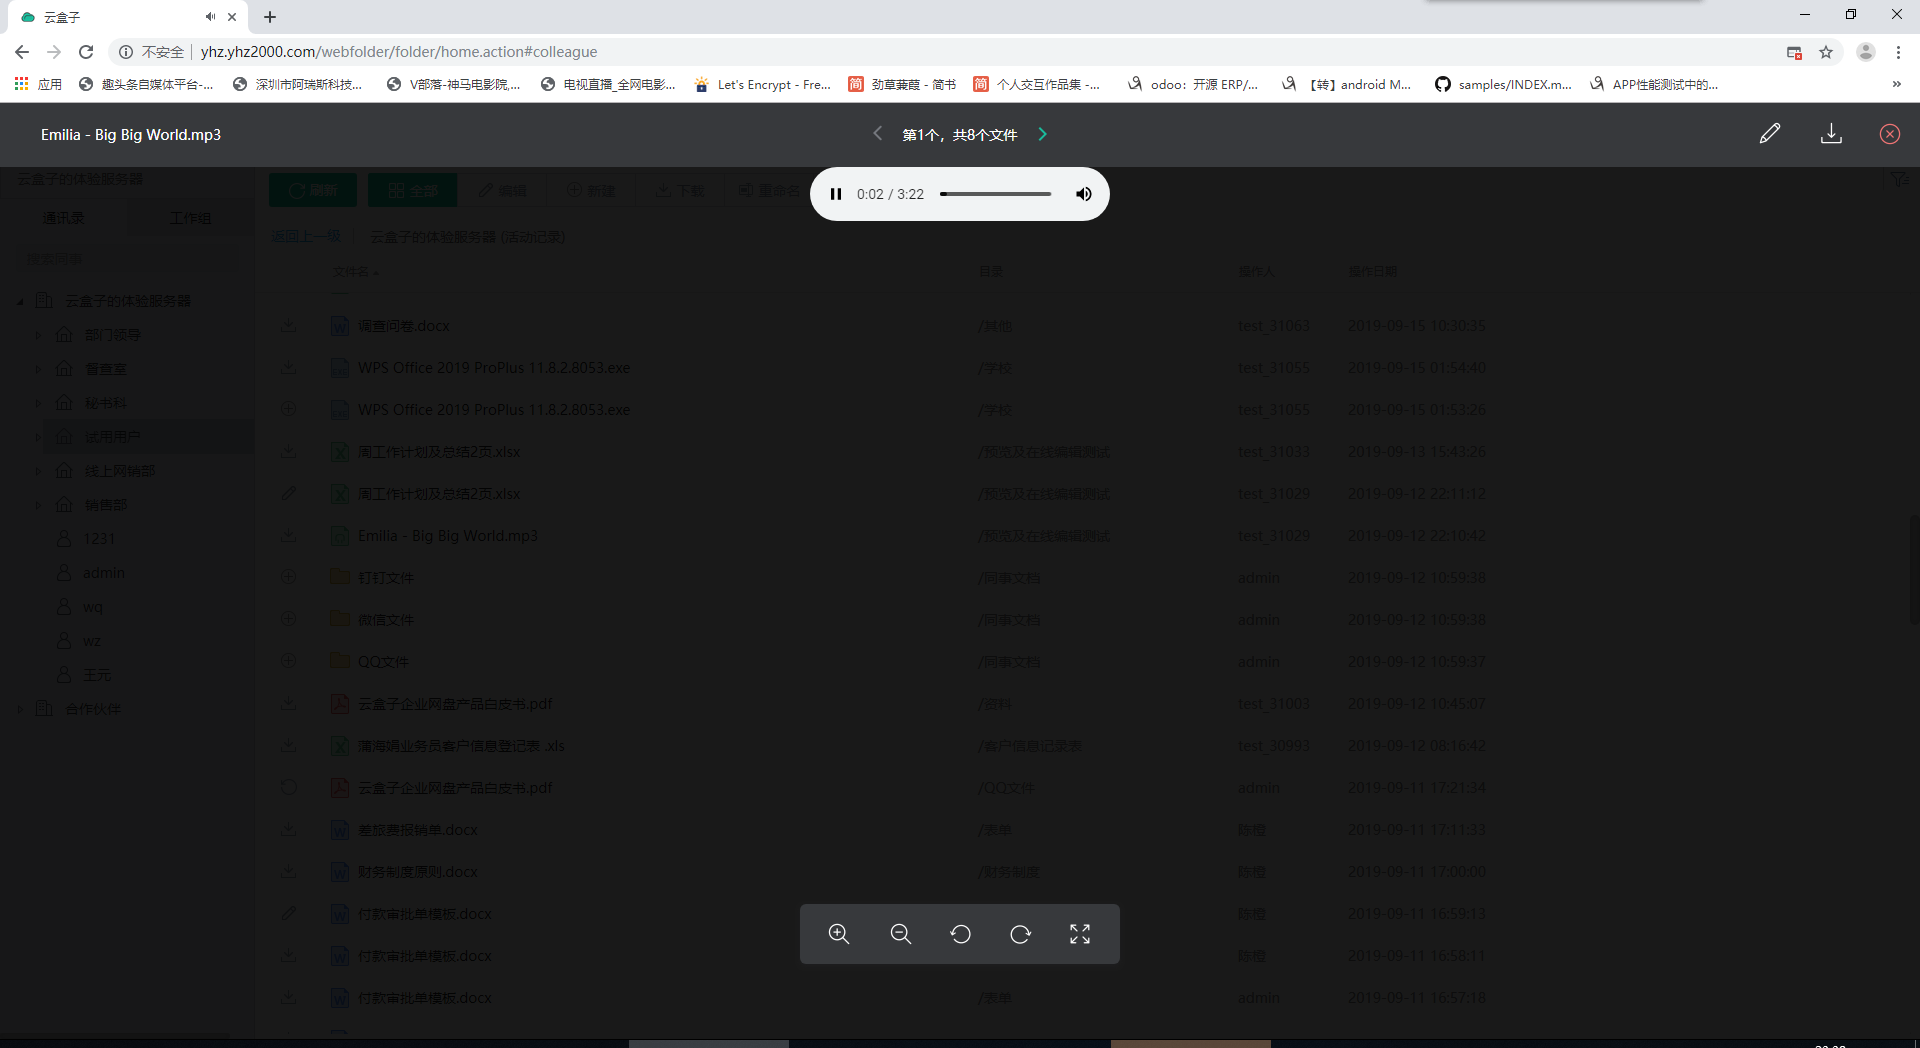 云盒子
不安全 yhz.yhz2000.com/webfolder/folder/home.action#colleague
应用 趣头条自媒体平台-... 深圳市阿瑞斯科技... V部落-神马电影院,... 电视直播_全网电影... Let's Encrypt - Fre... 劲草蒹葭 - 简书 个人交互作品集 -... odoo：开源 ERP/... 【转】android M... samples/INDEX.m... APP性能测试中的...
Emilia - Big Big World.mp3 第1个，共8个文件
云盒子的体验服务器 刷新 全部 编辑 新建 下载 重命名
0:02 / 3:22
通讯录 工作组
返回上一级 云盒子的体验服务器 (活动记录)
搜索同事
文件名 目录 操作人 操作日期
云盒子的体验服务器
部门领导
督查室
秘书科
试用用户
线上网销部
销售部
1231
admin
wq
wz
王元
合作伙伴
调查问卷.docx /其他 test_31063 2019-09-15 10:30:35
WPS Office 2019 ProPlus 11.8.2.8053.exe /学校 test_31055 2019-09-15 01:54:40
WPS Office 2019 ProPlus 11.8.2.8053.exe /学校 test_31055 2019-09-15 01:53:26
周工作计划及总结2页.xlsx /预览及在线编辑测试 test_31033 2019-09-13 15:43:26
周工作计划及总结2页.xlsx /预览及在线编辑测试 test_31029 2019-09-12 22:11:12
Emilia - Big Big World.mp3 /预览及在线编辑测试 test_31029 2019-09-12 22:10:42
钉钉文件 /同事文档 admin 2019-09-12 10:59:38
微信文件 /同事文档 admin 2019-09-12 10:59:38
QQ文件 /同事文档 admin 2019-09-12 10:59:37
云盒子企业网盘产品白皮书.pdf /资料 test_31003 2019-09-12 10:45:07
蒲海娟业务员客户信息登记表 .xls /客户信息记录表 test_30993 2019-09-12 08:16:42
云盒子企业网盘产品白皮书.pdf /QQ文件 admin 2019-09-11 17:21:34
差旅费报销单.docx /表单 陈橙 2019-09-11 17:11:33
财务制度原则.docx /财务制度 陈橙 2019-09-11 17:00:00
付款审批单模板.docx 陈橙 2019-09-11 16:59:13
付款审批单模板.docx 陈橙 2019-09-11 16:58:11
付款审批单模板.docx /表单 admin 2019-09-11 16:57:18